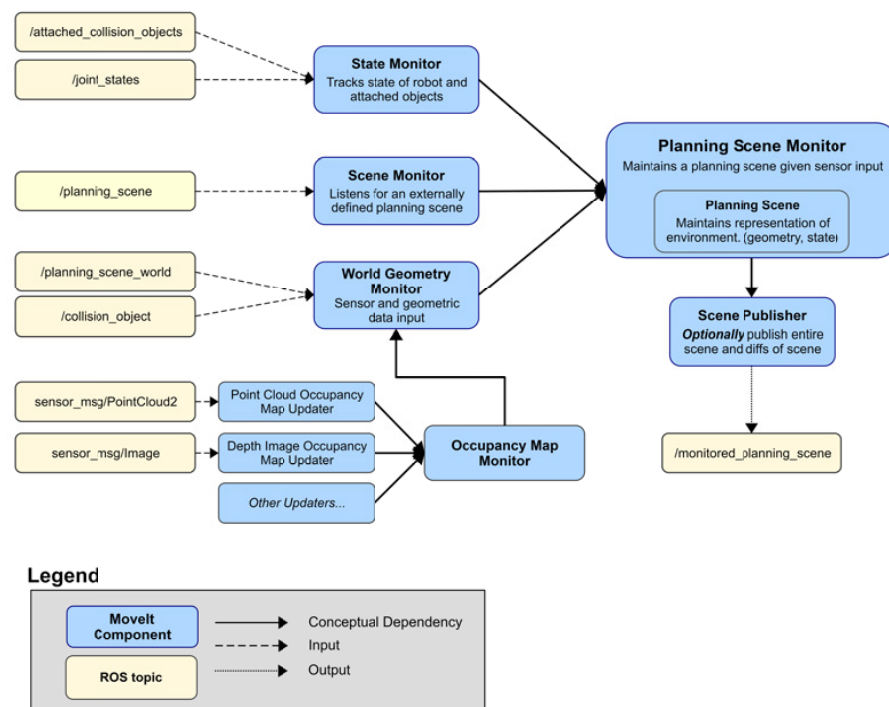 /attached_collision_objects
/joint_states
State Monitor
Tracks state of robot and
attached objects
/planning_scene
Scene Monitor
Listens for an externally
defined planning scene
Planning Scene Monitor
Maintains a planning scene given sensor input
Planning Scene
Maintains representation of
environment. (geometry, state)
/planning_scene_world
/collision_object
World Geometry
Monitor
Sensor and geometric
data input
Scene Publisher
Optionally publish entire
scene and diffs of scene
sensor_msg/PointCloud2
Point Cloud Occupancy
Map Updater
sensor_msg/Image
Depth Image Occupancy
Map Updater
Other Updaters...
Occupancy Map
Monitor
/monitored_planning_scene
Legend
MoveIt
Component
ROS topic
Conceptual Dependency
Input
Output